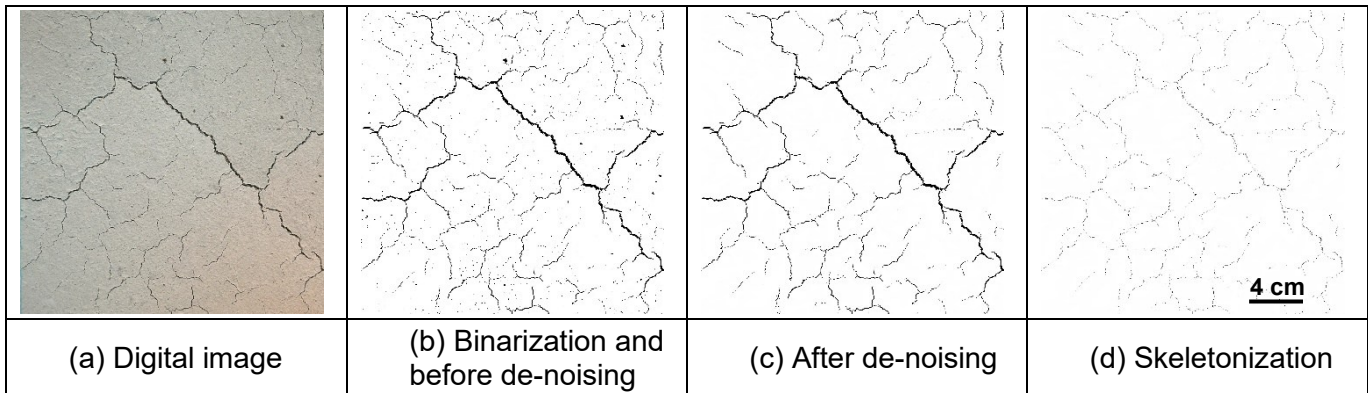 4 cm
(a) Digital image
(b) Binarization and
before de-noising
(c) After de-noising
(d) Skeletonization